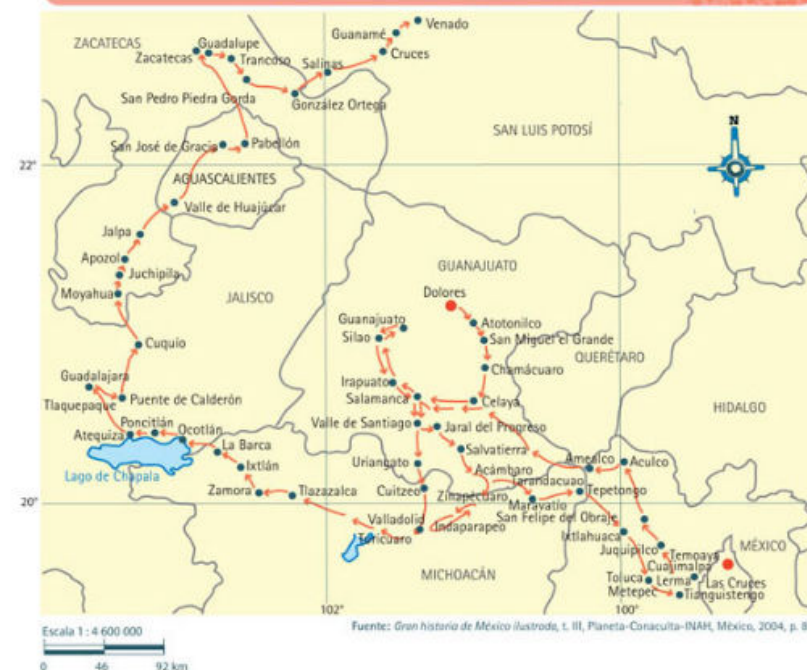 ZACATECAS
Guadalupe
Zacatecas
Trancoso
San Pedro Piedra Gorda
Salinas
González Ortega
Guanamé
Cruces
Venado
SAN LUIS POTOSÍ
N
22°
San José de Gracia
Pabellón
AGUASCALIENTES
Valle de Huajúcar
Jalpa
Apozol
Juchipila
Moyahua
JALISCO
Cuquío
Guadalajara
Puente de Calderón
Tlaquepaque
Atequiza
Poncitlán
Ocotlán
La Barca
Ixtlán
Lago de Chapala
Zamora
Tlazazalca
20°
GUANAJUATO
Dolores
Atotonilco
San Miguel el Grande
Chamácuaro
QUERÉTARO
Guanajuato
Silao
Irapuato
Salamanca
Celaya
Valle de Santiago
Jaral del Progreso
Salvatierra
Uriangato
Acámbaro
Cuitzeo
Zinapécuaro
Valladolid
Indaparapeo
MICHOACÁN
HIDALGO
Amealco
Aculco
Maravatío
Tepetongo
San Felipe del Obraje
Ixtlahuaca
Juquipilco
Temoaya
Cuajimalpa
MÉXICO
Toluca
Lerma
Las Cruces
Metepec
Tianguistengo
102°
100°
Escala 1 : 4 600 000
0 46 92 km
Fuente: Gran historia de México ilustrada, t. III, Planeta-Conaculta-INAH, México, 2004, p. 8